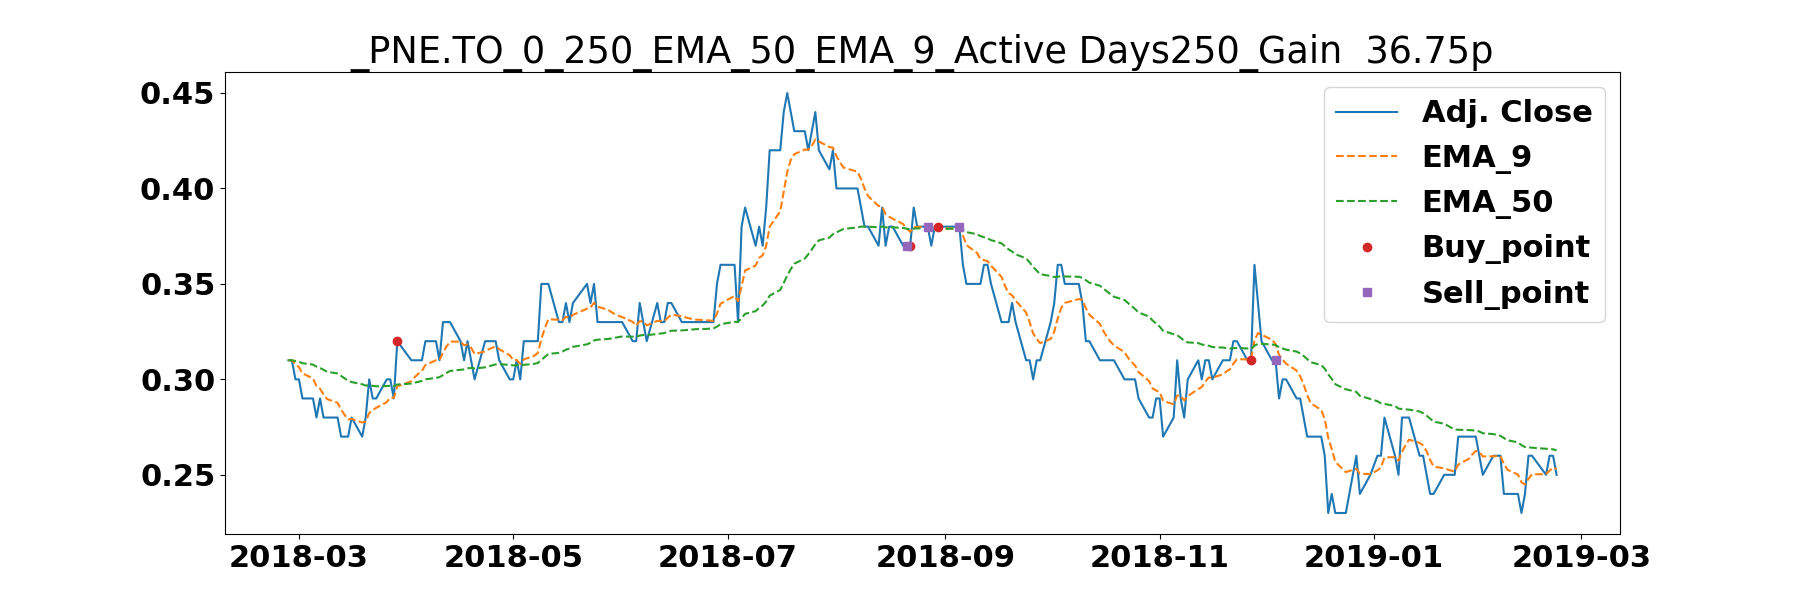 _PNE.TO_0_250_EMA_50_EMA_9_Active Days250_Gain  36.75p
0.45
0.40
0.35
0.30
0.25
Adj. Close
EMA_9
EMA_50
Buy_point
Sell_point
2018-03 2018-05 2018-07 2018-09 2018-11 2019-01 2019-03